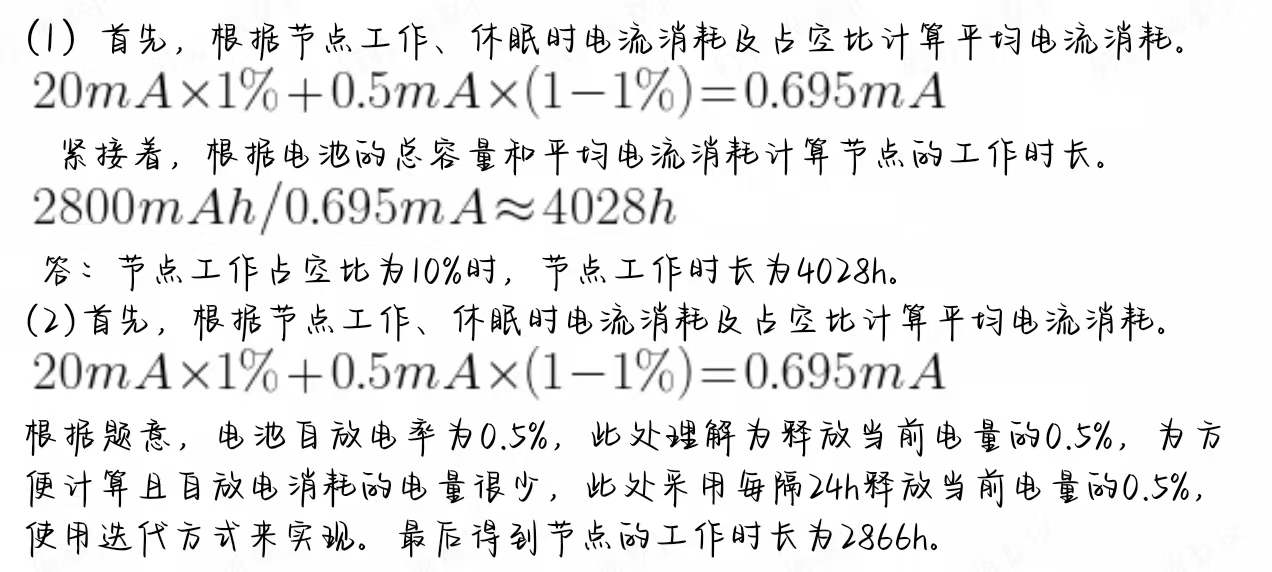 (1) 首先，根据节点工作、休眠时电流消耗及占空比计算平均电流消耗。
20mA×1%+0.5mA×(1−1%)=0.695mA
紧接着，根据电池的总容量和平均电流消耗计算节点的工作时长。
2800mAh/0.695mA≈4028h
答：节点工作占空比为10%时，节点工作时长为4028h。
(2)首先，根据节点工作、休眠时电流消耗及占空比计算平均电流消耗。
20mA×1%+0.5mA×(1−1%)=0.695mA
根据题意，电池自放电率为0.5%，此处理解为释放当前电量的0.5%，为方
便计算且自放电消耗的电量很少，此处采用每隔24h释放当前电量的0.5%，
使用迭代方式来实现。最后得到节点的工作时长为2866h。